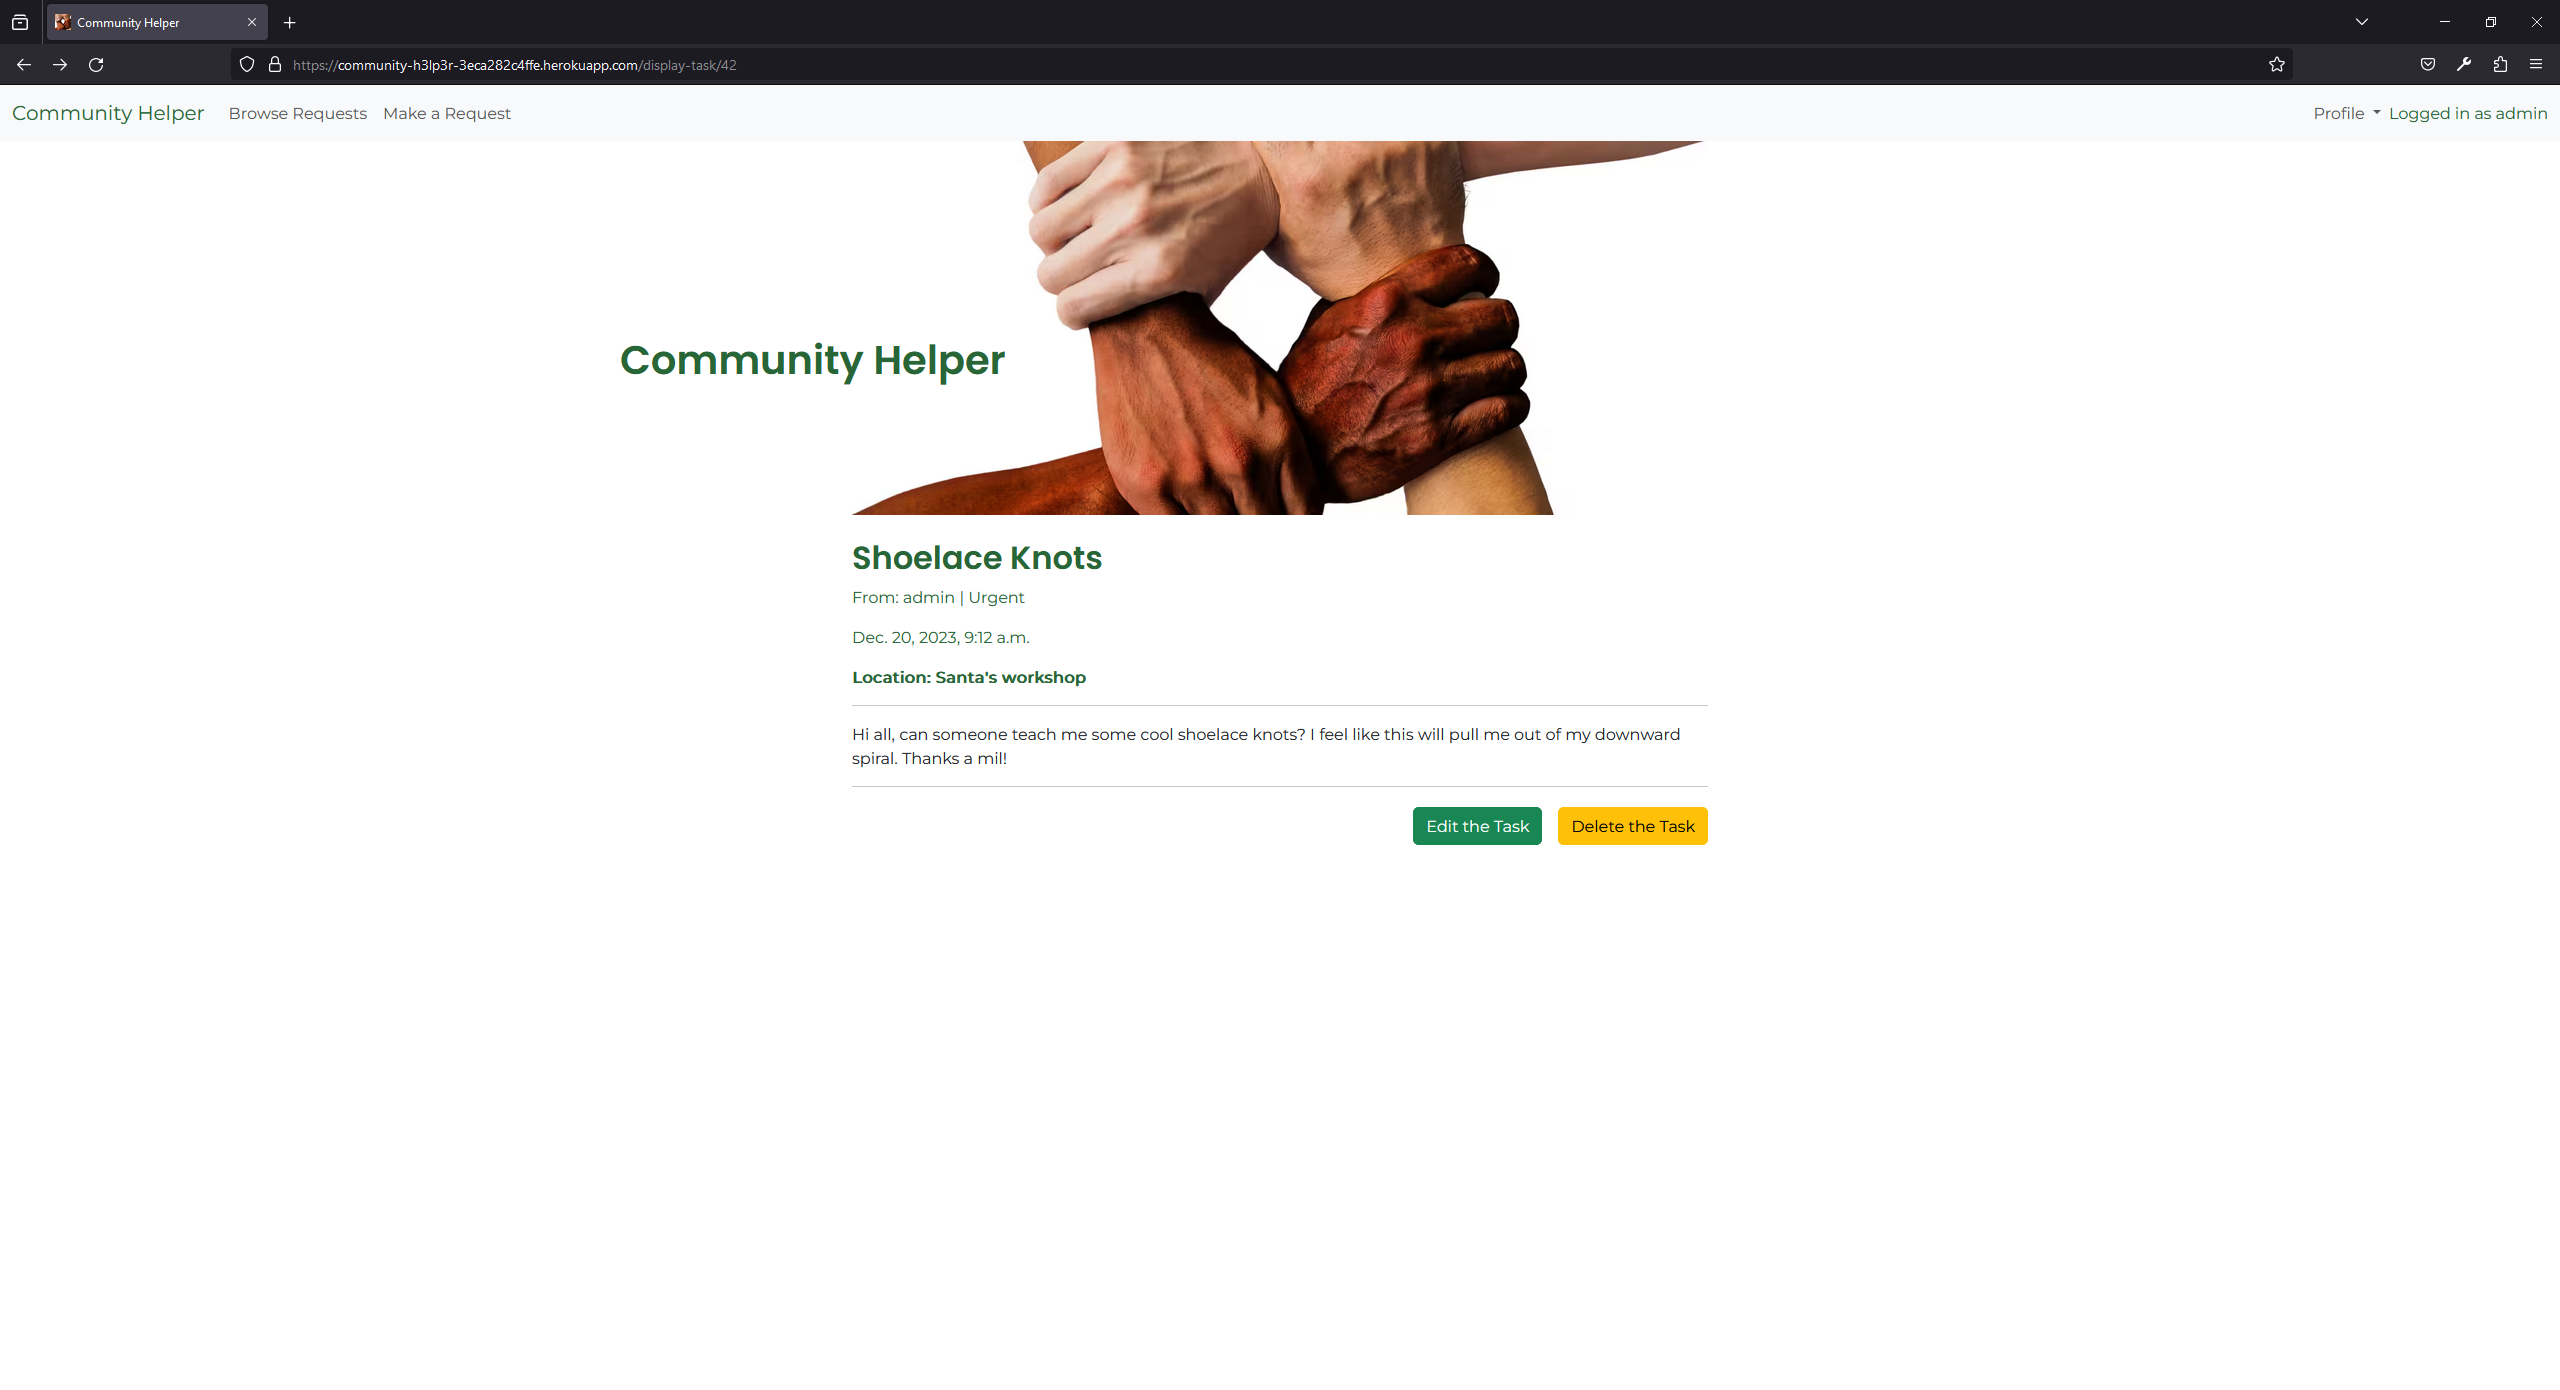 Community Helper
https://community-h3lp3r-3eca282c4ffe.herokuapp.com/display-task/42
Community Helper Browse Requests Make a Request Profile Logged in as admin
Community Helper
Shoelace Knots
From: admin | Urgent
Dec. 20, 2023, 9:12 a.m.
Location: Santa's workshop
Hi all, can someone teach me some cool shoelace knots? I feel like this will pull me out of my downward
spiral. Thanks a mil!
Edit the Task Delete the Task